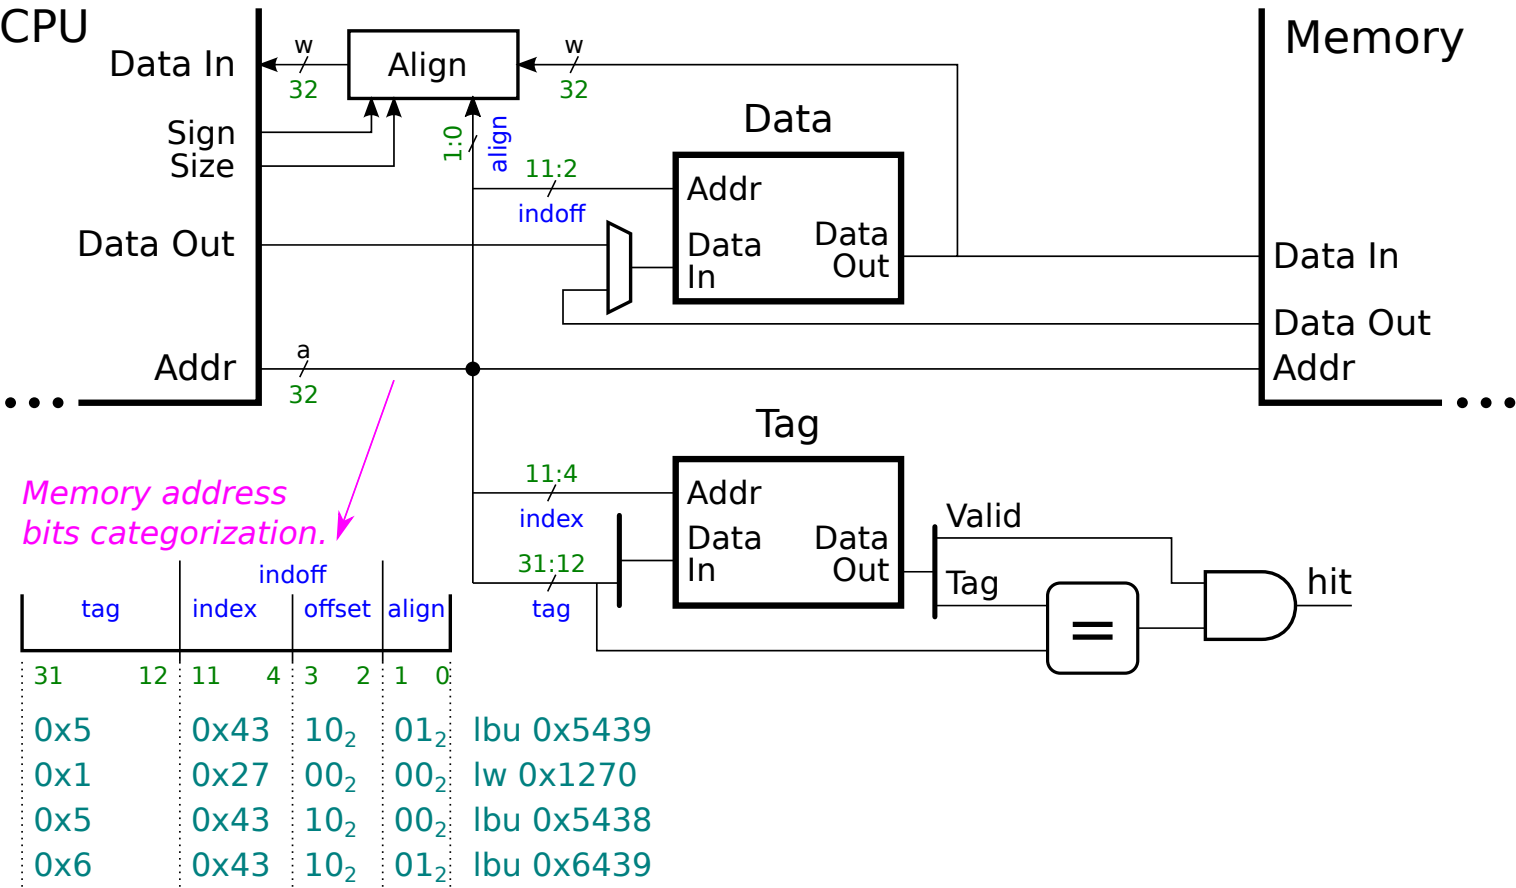 CPU
Memory
Data In
w
32
Align
w
32
Sign
Size
1:0
align
Data
11:2
indoff
Addr
Data Out
Data
In
Data
Out
Data In
Data Out
Addr
a
32
Addr
Tag
Memory address
bits categorization.
11:4
index
Addr
31:12
tag
Data
In
Data
Out
Valid
Tag
=
hit
indoff
tag index offset align
31 12 11 4 3 2 1 0
0x5 0x43 10₂ 01₂ lbu 0x5439
0x1 0x27 00₂ 00₂ lw 0x1270
0x5 0x43 10₂ 00₂ lbu 0x5438
0x6 0x43 10₂ 01₂ lbu 0x6439